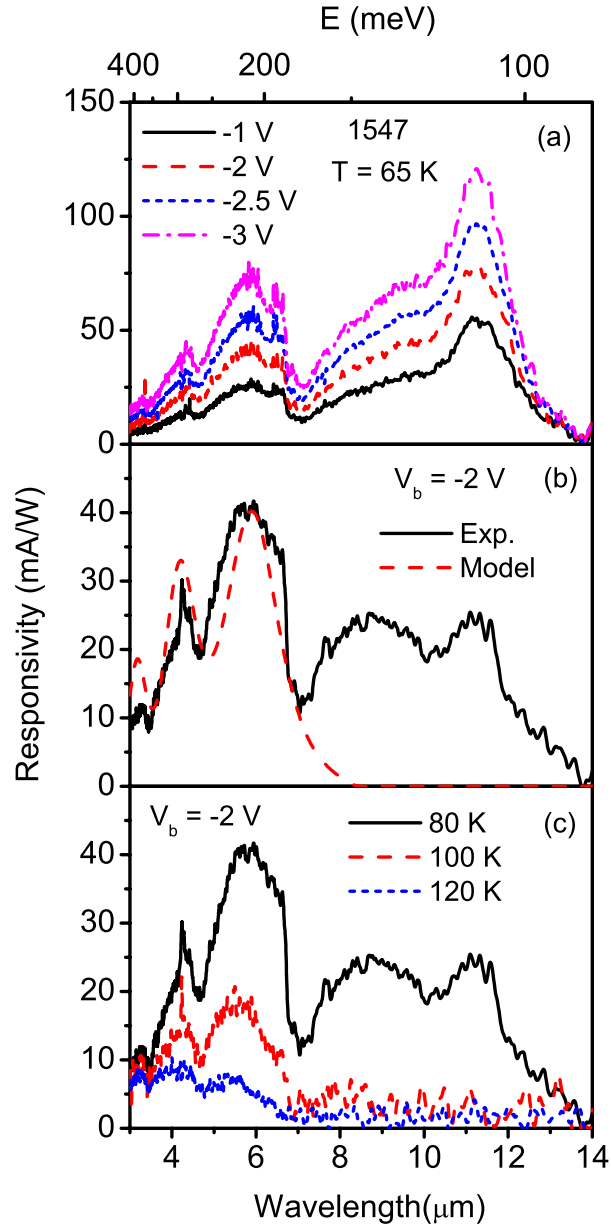 E (meV)
400 200 100
150
100
50
0
-1 V
-2 V
-2.5 V
-3 V
1547
T = 65 K
(a)
Responsivity (mA/W)
40
30
20
10
0
V_b = -2 V
(b)
Exp.
Model
40
30
20
10
0
V_b = -2 V
80 K
100 K
120 K
(c)
4 6 8 10 12 14
Wavelength(μm)